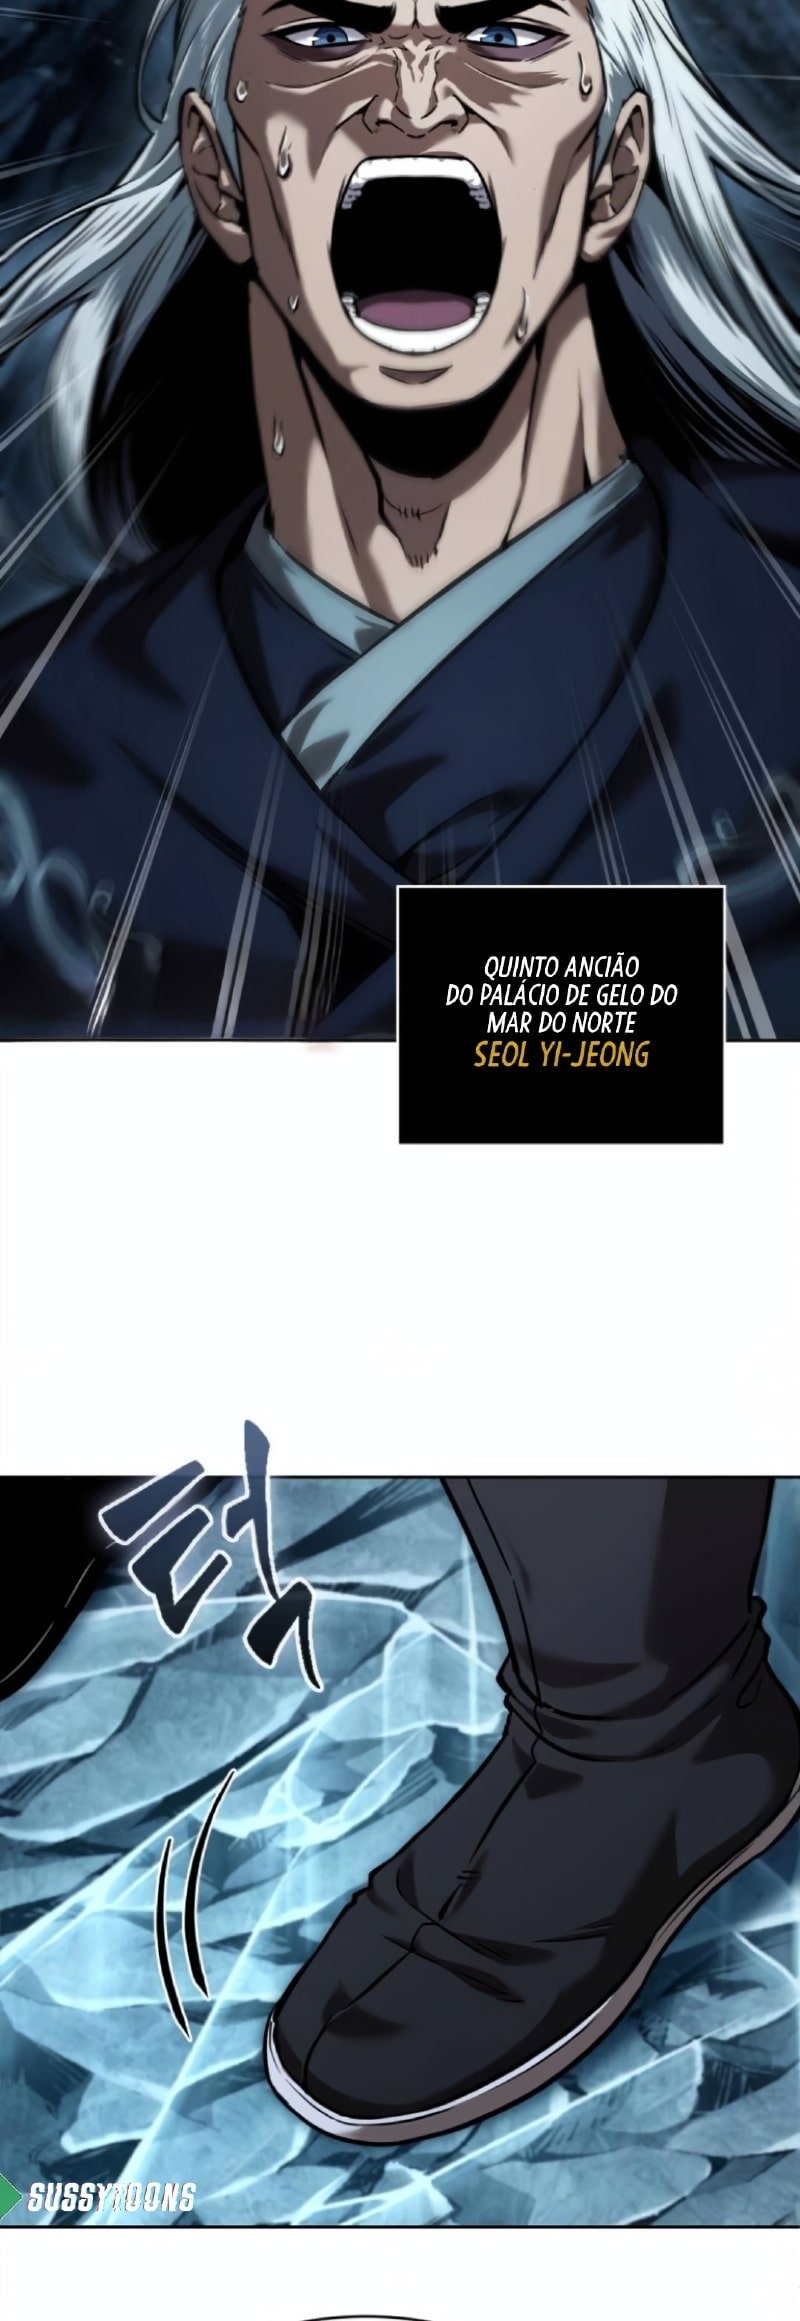 QUINTO ANCIÃO
DO PALÁCIO DE GELO DO
MAR DO NORTE
SEOL YI-JEONG
턱
SUSSYTOONS